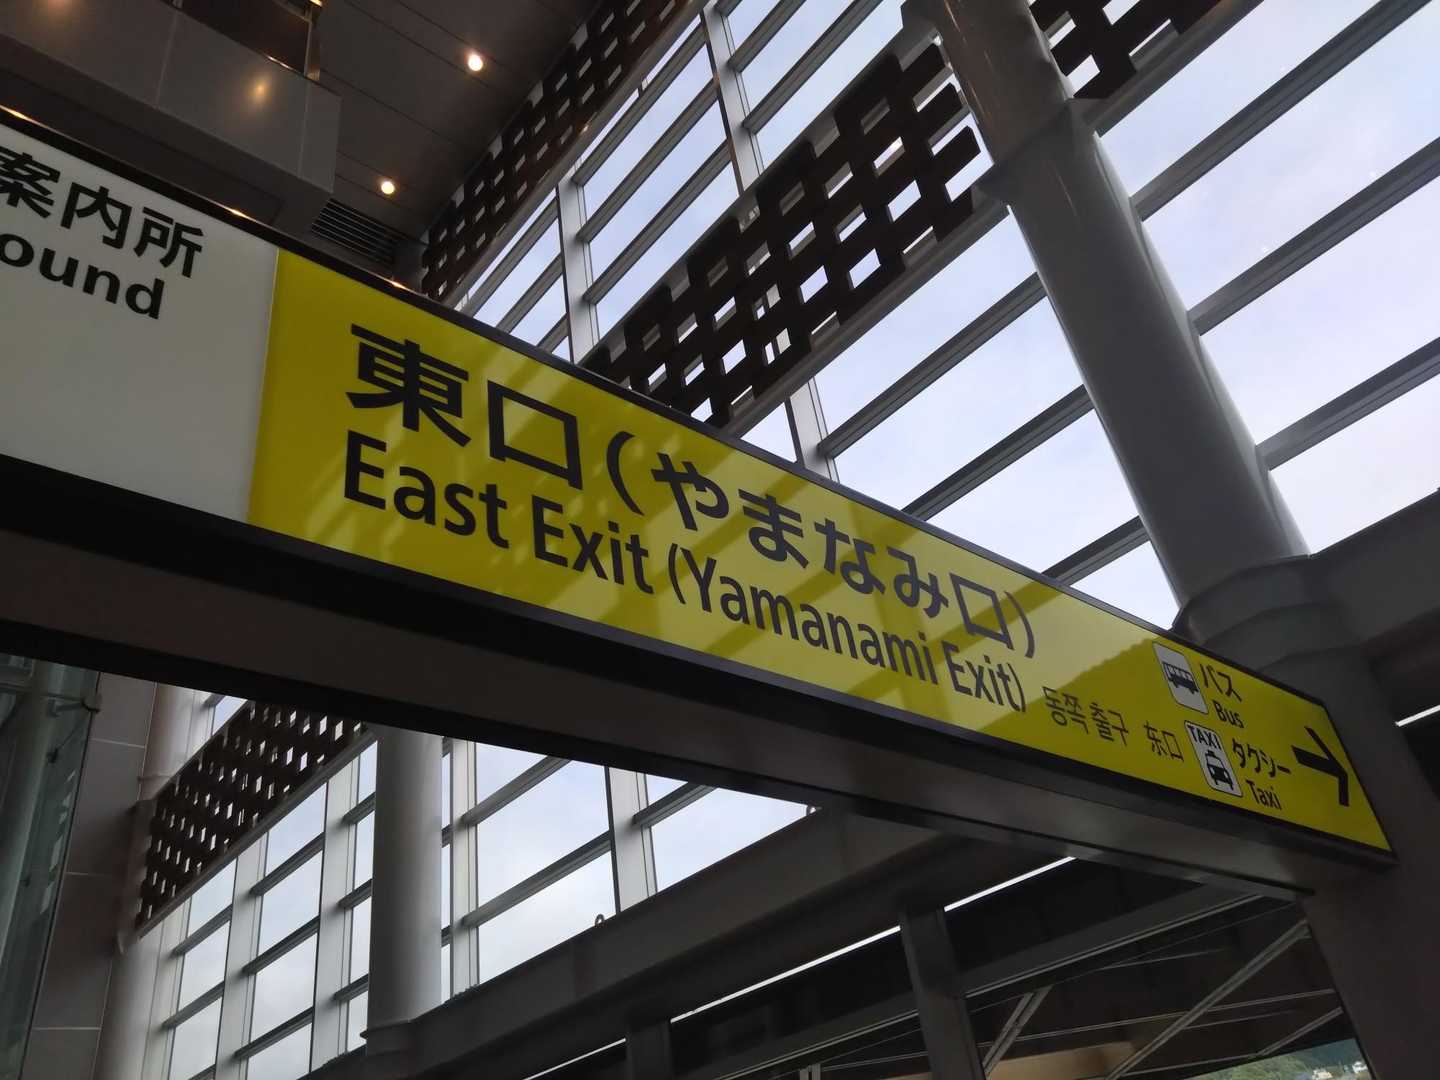 案内所
ound
東口(やまなみ口)
East Exit (Yamanami Exit)
동쪽 출구 东口
バス
Bus
TAXI
タクシー
Taxi